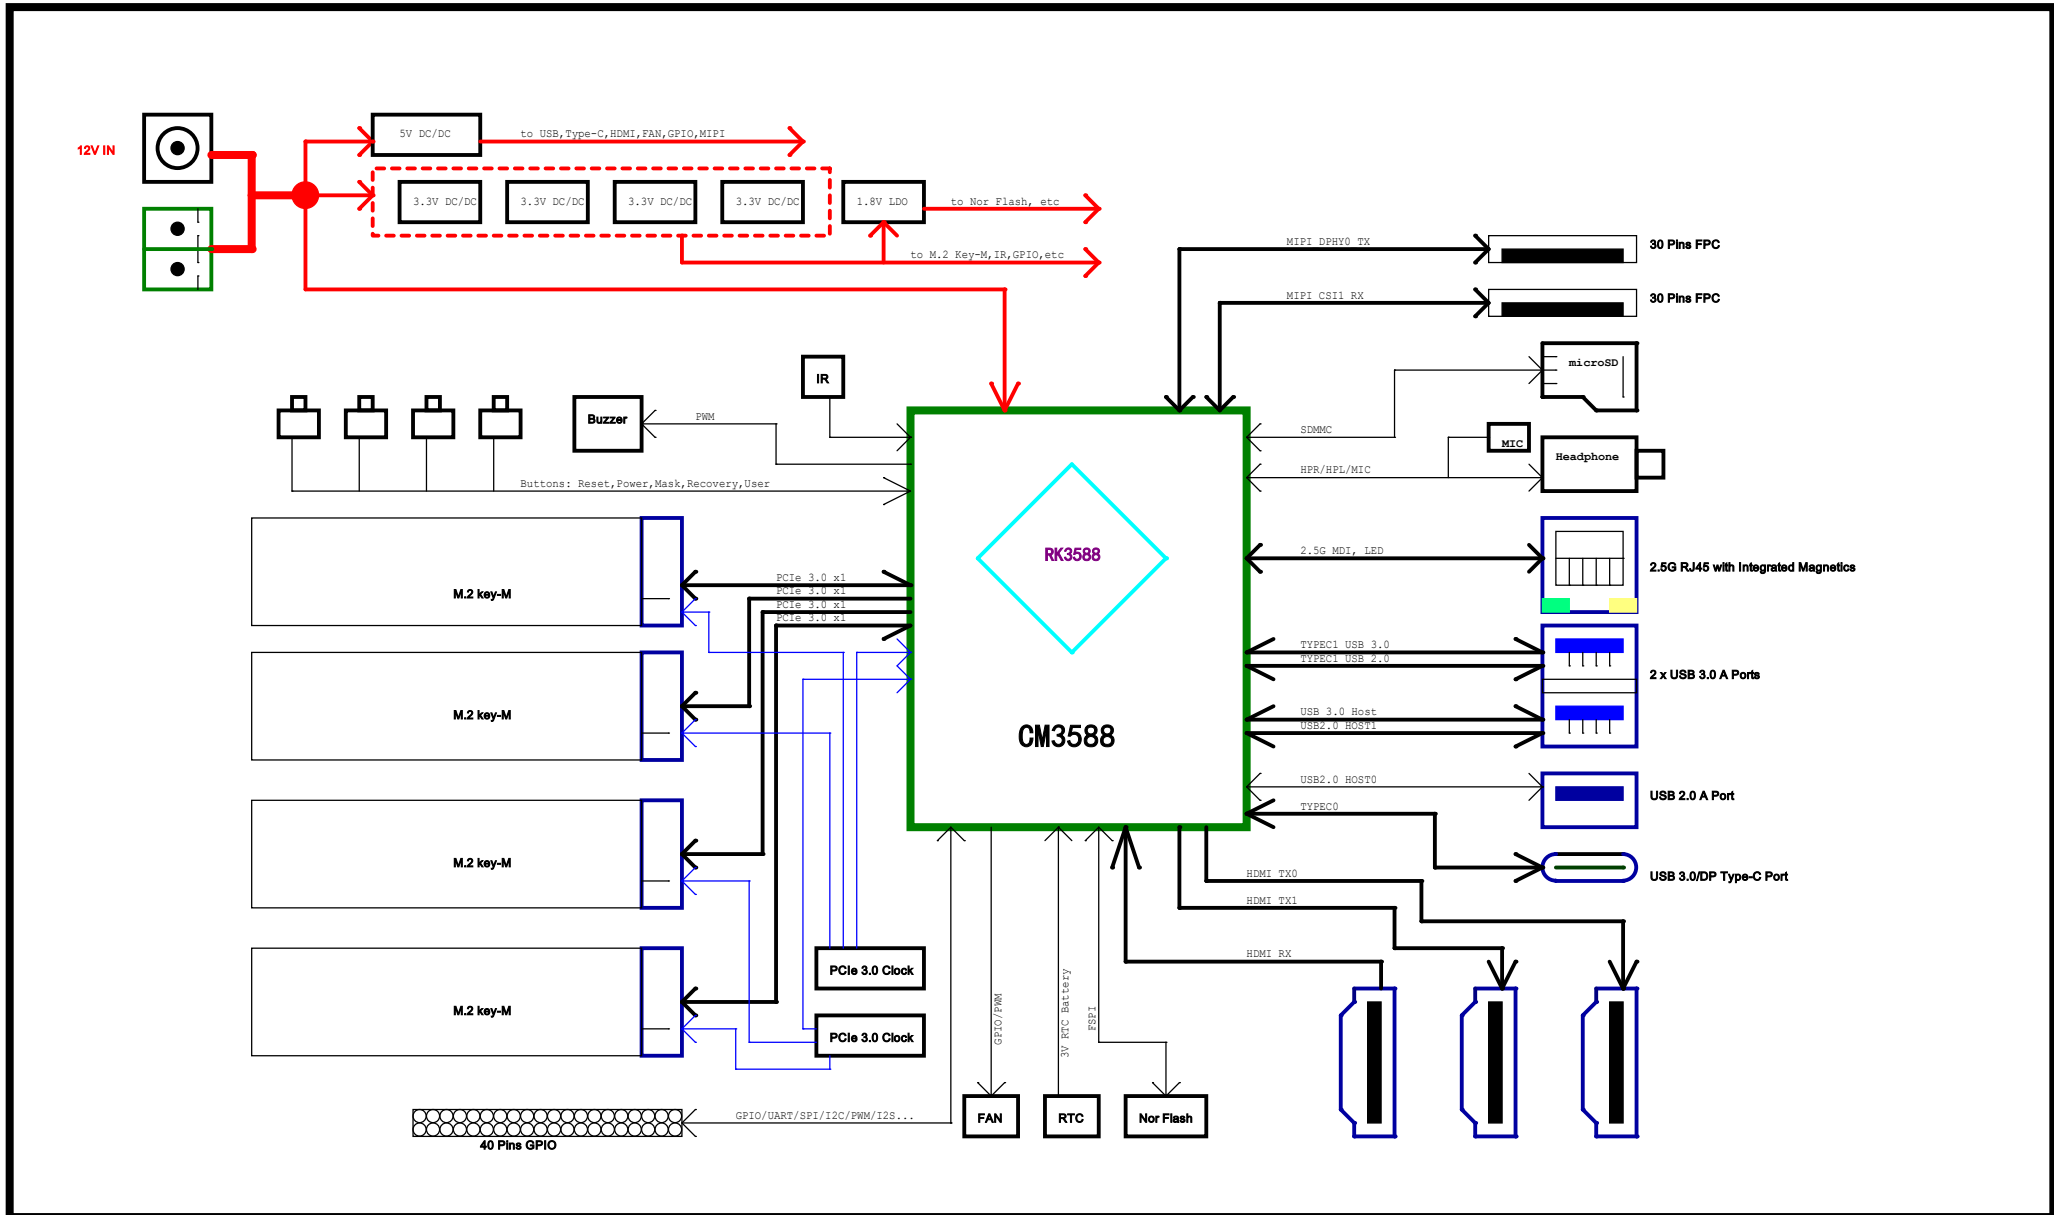 12V IN
5V DC/DC
to USB,Type-C,HDMI,FAN,GPIO,MIPI
3.3V DC/DC
3.3V DC/DC
3.3V DC/DC
3.3V DC/DC
1.8V LDO
to Nor Flash, etc
to M.2 Key-M,IR,GPIO,etc
MIPI DPHY0 TX
30 Pins FPC
MIPI CSI1 RX
30 Pins FPC
IR
microSD
Buzzer
PWM
SDMMC
MIC
Headphone
HPR/HPL/MIC
Buttons: Reset,Power,Mask,Recovery,User
RK3588
2.5G MDI, LED
2.5G RJ45 with Integrated Magnetics
M.2 key-M
PCIe 3.0 x1
PCIe 3.0 x1
PCIe 3.0 x1
PCIe 3.0 x1
TYPEC1 USB 3.0
TYPEC1 USB 2.0
2 x USB 3.0 A Ports
M.2 key-M
CM3588
USB 3.0 Host
USB2.0 HOST1
USB2.0 HOST0
USB 2.0 A Port
TYPEC0
M.2 key-M
HDMI TX0
USB 3.0/DP Type-C Port
HDMI TX1
HDMI RX
PCIe 3.0 Clock
M.2 key-M
PCIe 3.0 Clock
GPIO/PWM
3V RTC Battery
FSPI
GPIO/UART/SPI/I2C/PWM/I2S...
40 Pins GPIO
FAN
RTC
Nor Flash